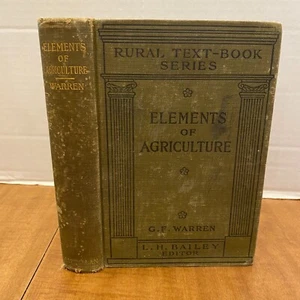 ELEMENTS
OF
AGRICULTURE
WARREN
RURAL TEXT-BOOK
SERIES
ELEMENTS
OF
AGRICULTURE
G. F. WARREN
L. H. BAILEY
EDITOR